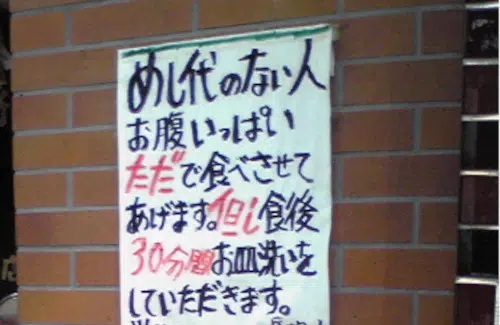 めし代のない人
お腹いっぱい
ただで食べさせて
あげます。但し食後
30分間お皿洗いを
していただきます。